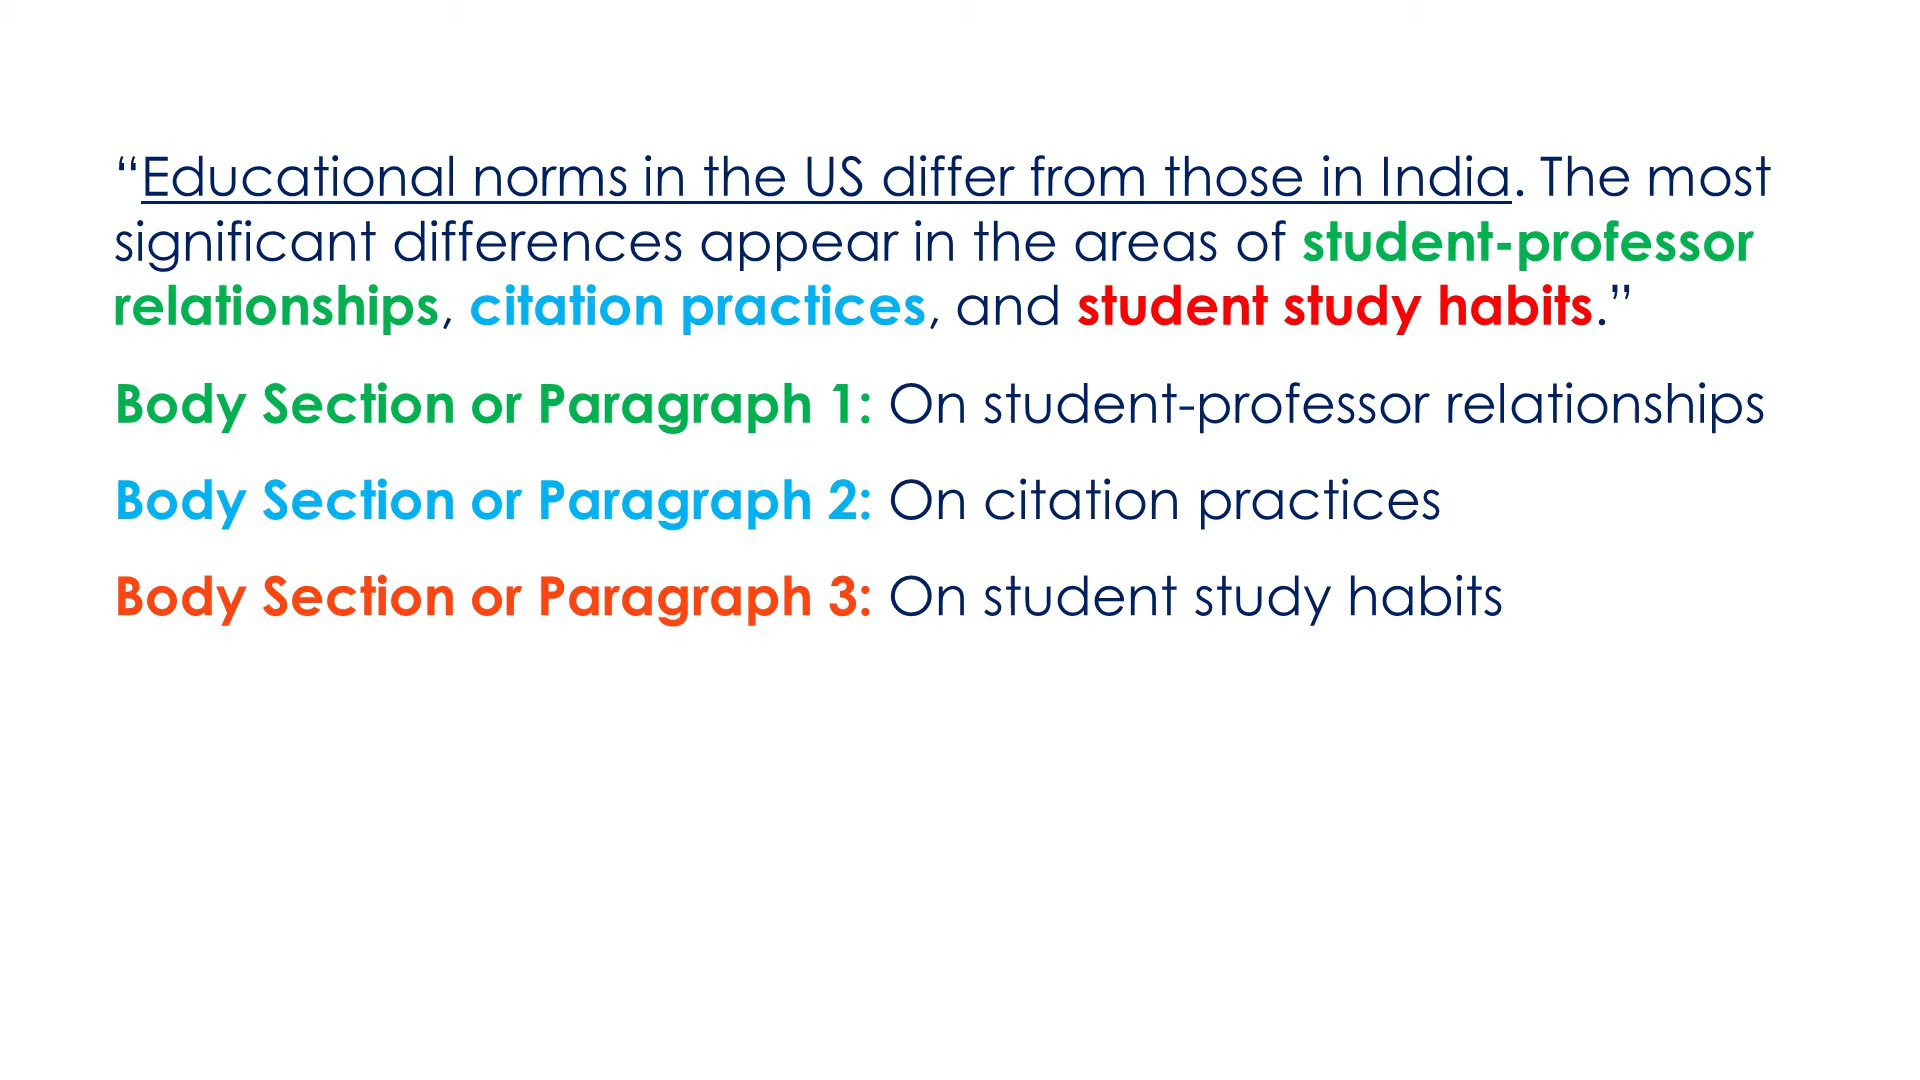 “Educational norms in the US differ from those in India. The most
significant differences appear in the areas of student-professor
relationships, citation practices, and student study habits.”
Body Section or Paragraph 1: On student-professor relationships
Body Section or Paragraph 2: On citation practices
Body Section or Paragraph 3: On student study habits